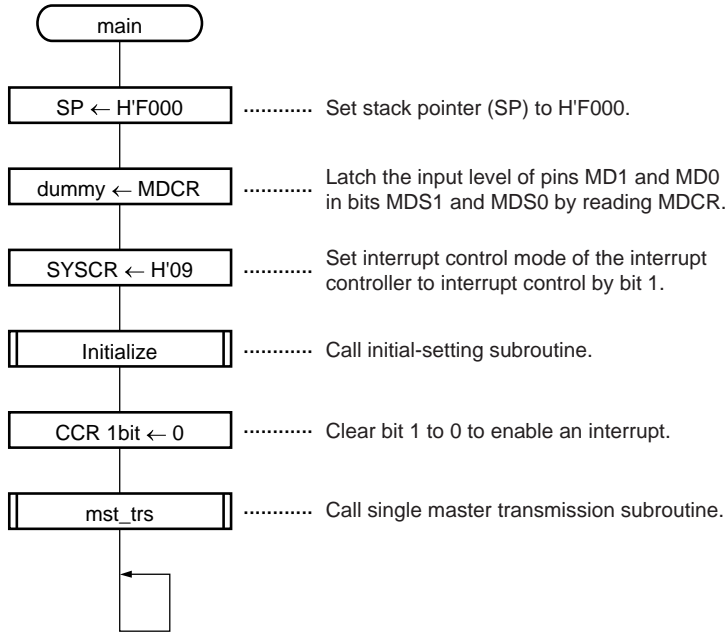 main
SP ← H'F000 ............ Set stack pointer (SP) to H'F000.
dummy ← MDCR ............ Latch the input level of pins MD1 and MD0
in bits MDS1 and MDS0 by reading MDCR.
SYSCR ← H'09 ............ Set interrupt control mode of the interrupt
controller to interrupt control by bit 1.
Initialize ............ Call initial-setting subroutine.
CCR 1bit ← 0 ............ Clear bit 1 to 0 to enable an interrupt.
mst_trs ............ Call single master transmission subroutine.